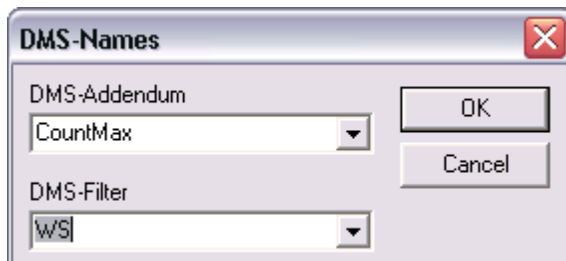 DMS-Names
DMS-Addendum
CountMax
OK
Cancel
DMS-Filter
WS